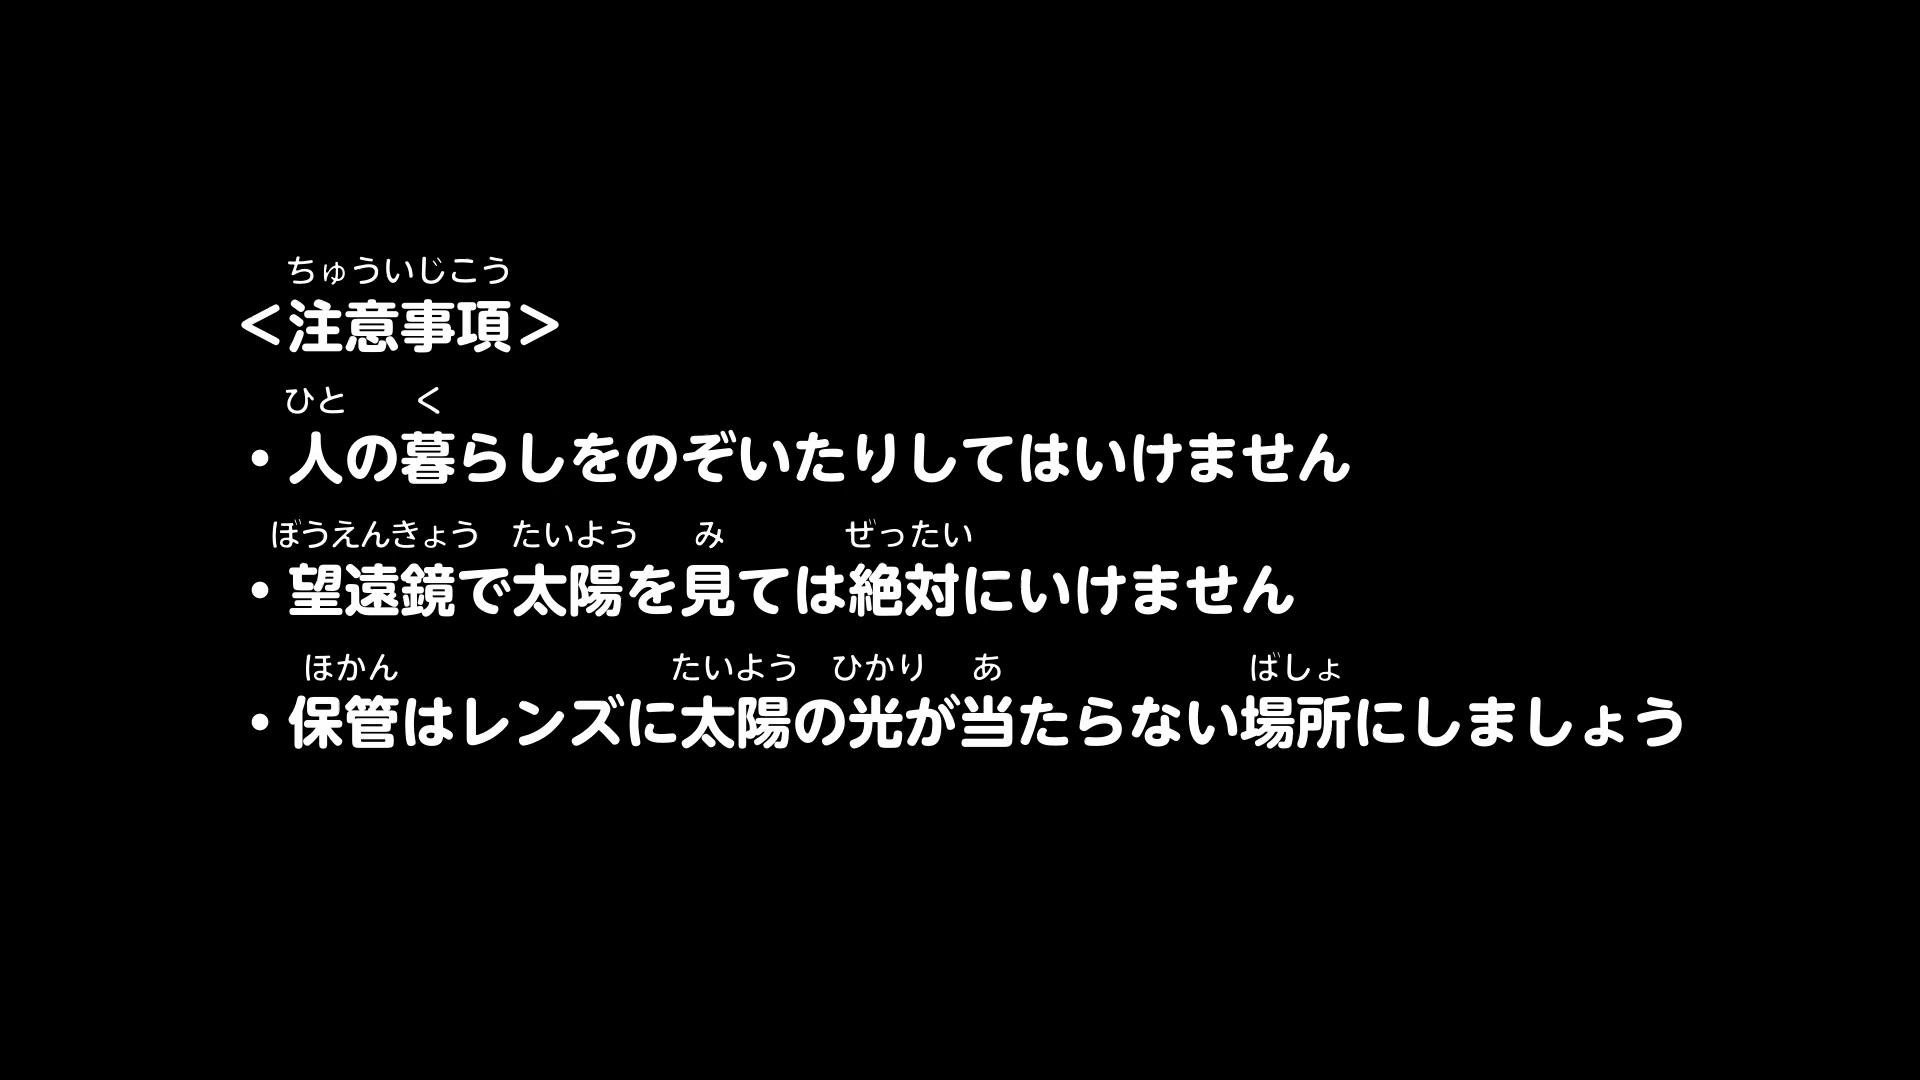 ちゅういじこう
＜注意事項＞
ひと く
・人の暮らしをのぞいたりしてはいけません
ぼうえんきょう たいよう み ぜったい
・望遠鏡で太陽を見ては絶対にいけません
ほかん たいよう ひかり あ ばしょ
・保管はレンズに太陽の光が当たらない場所にしましょう